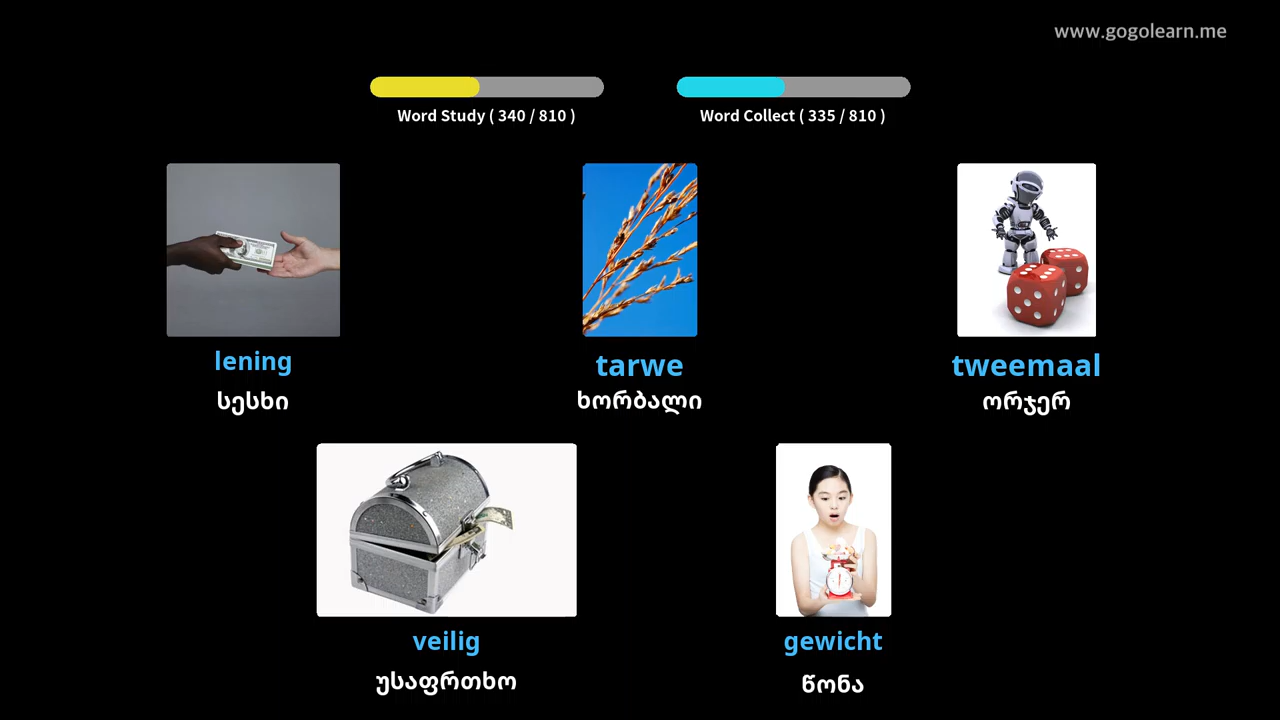 www.gogolearn.me
Word Study ( 340 / 810 )
Word Collect ( 335 / 810 )
lening
tarwe
tweemaal
სესხი
ხორბალი
ორჯერ
veilig
gewicht
უსაფრთხო
წონა